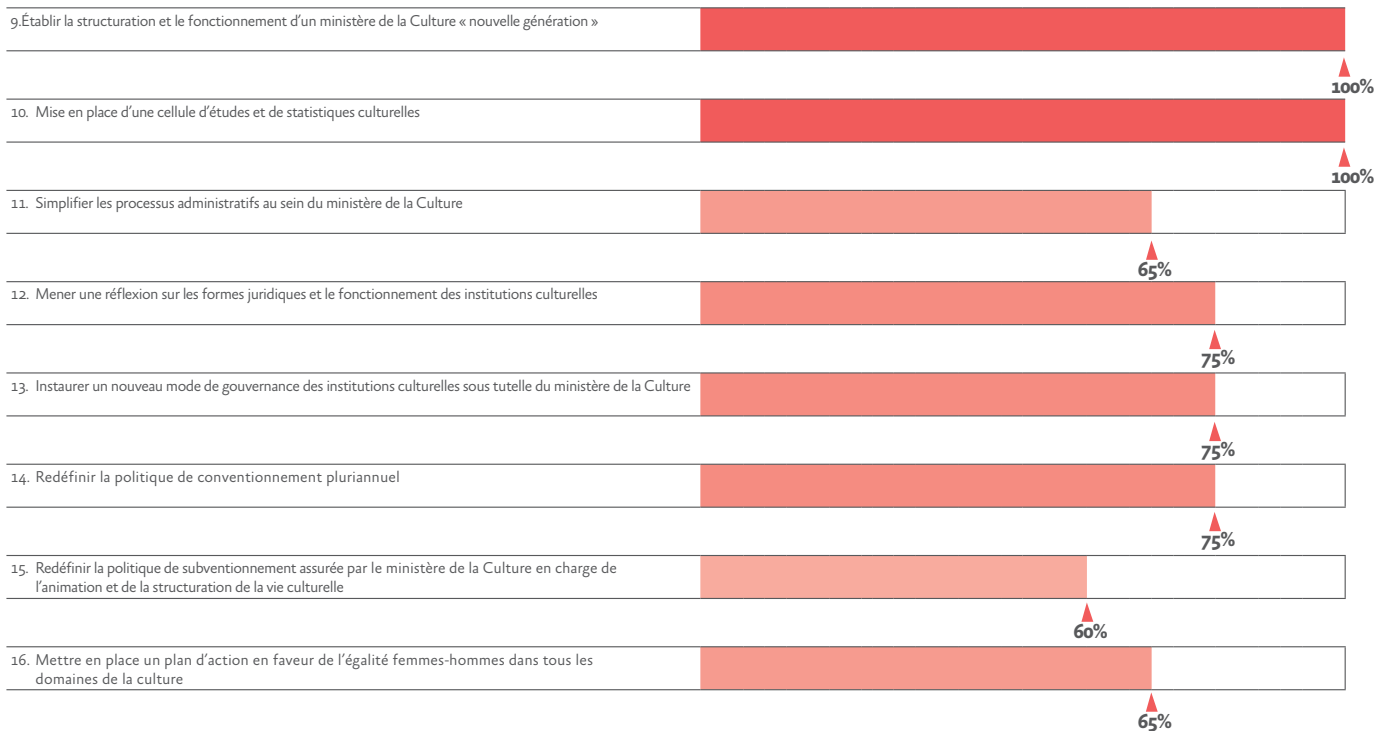 9.Établir la structuration et le fonctionnement d’un ministère de la Culture « nouvelle génération »
100%
10. Mise en place d’une cellule d’études et de statistiques culturelles
100%
11. Simplifier les processus administratifs au sein du ministère de la Culture
65%
12. Mener une réflexion sur les formes juridiques et le fonctionnement des institutions culturelles
75%
13. Instaurer un nouveau mode de gouvernance des institutions culturelles sous tutelle du ministère de la Culture
75%
14. Redéfinir la politique de conventionnement pluriannuel
75%
15. Redéfinir la politique de subventionnement assurée par le ministère de la Culture en charge de
l’animation et de la structuration de la vie culturelle
60%
16. Mettre en place un plan d’action en faveur de l’égalité femmes-hommes dans tous les
domaines de la culture
65%